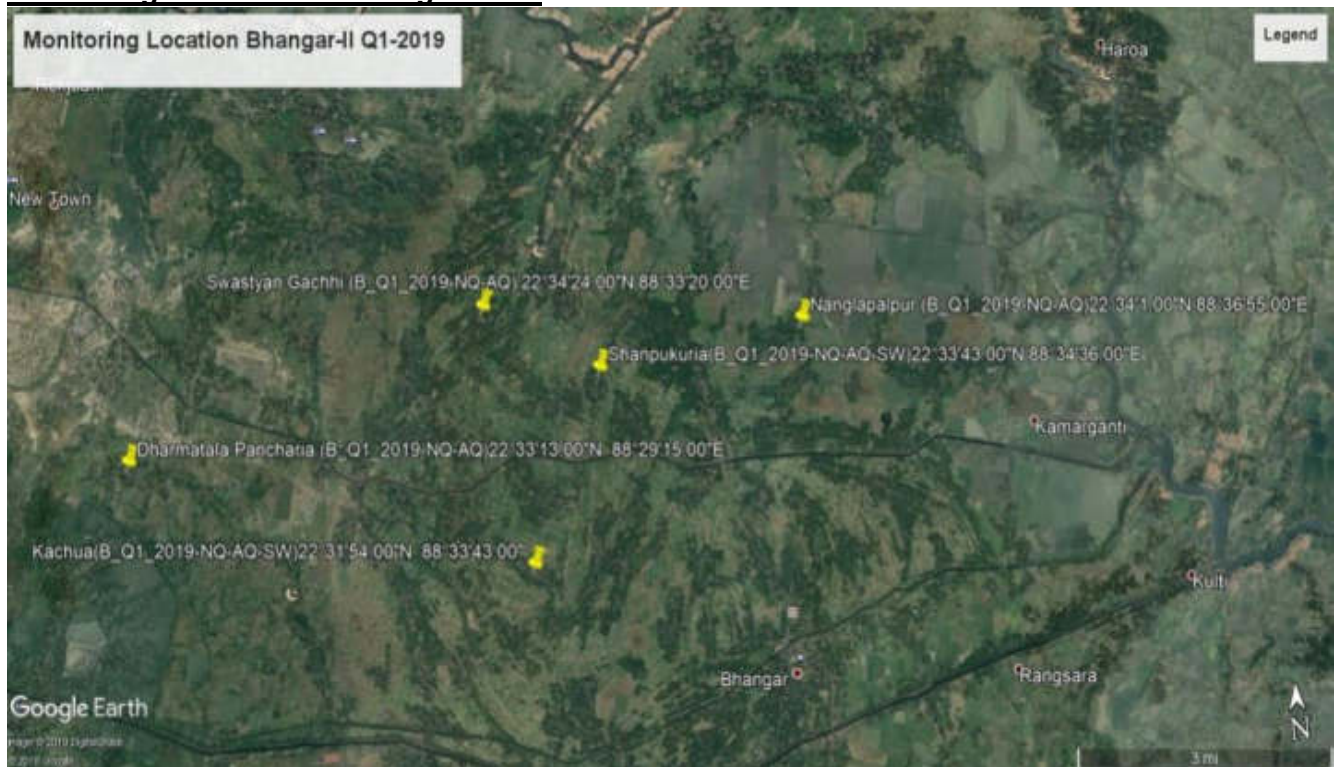 Monitoring Location Bhangar-II Q1-2019
Legend
Haroa
New Town
Swastyan Gachhi (B_Q1_2019-NQ-AQ) 22°34'24.00"N 88°33'20.00"E
Nanglapalpur (B_Q1_2019-NQ-AQ)22°34'1.00"N 88°36'55.00"E
Shanpukuria(B_Q1_2019-NQ-AQ-SW)22°33'43.00"N 88°34'36.00"E
Kamarganti
Dharmatala Pancharia (B_Q1_2019-NQ-AQ)22°33'13.00"N 88°29'15.00"E
Kachua(B_Q1_2019-NQ-AQ-SW)22°31'54.00"N 88°33'43.00"
Kulti
Bhangar
Rangsara
Google Earth
N
3 mi